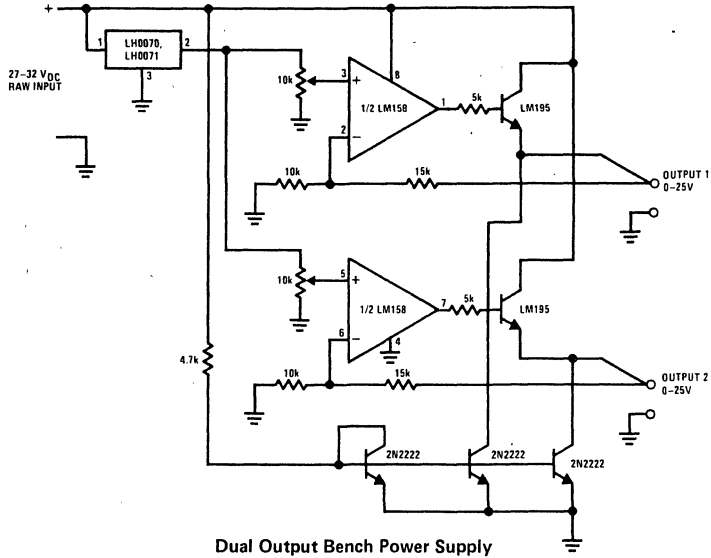 +
1
LH0070,
LH0071
2
3
27–32 VDC
RAW INPUT
10k
3
+
8
1/2 LM158
2
–
1
5k
LM195
10k
15k
OUTPUT 1
0–25V
10k
5
+
1/2 LM158
6
–
4
7
5k
LM195
4.7k
10k
15k
OUTPUT 2
0–25V
2N2222
2N2222
2N2222
Dual Output Bench Power Supply